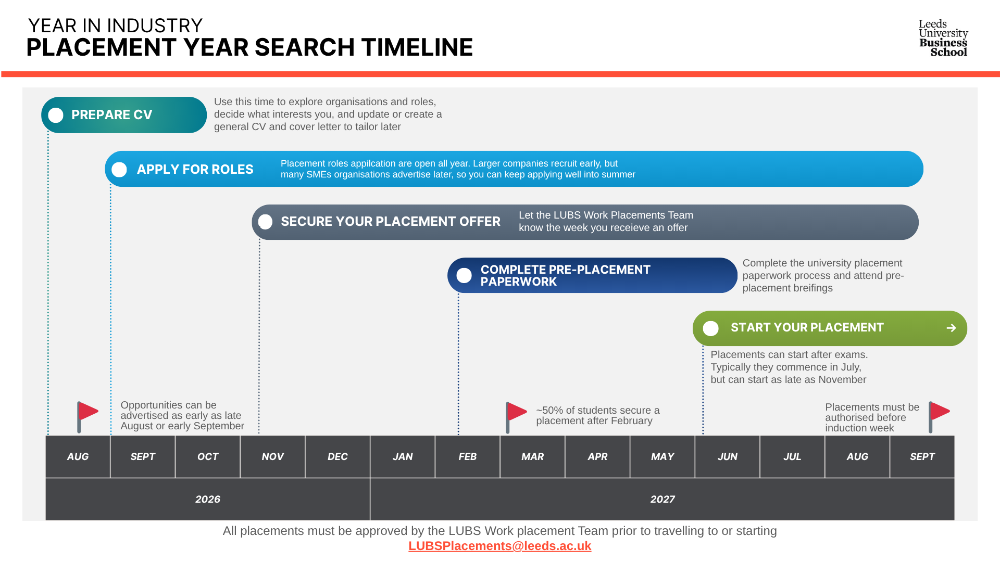 YEAR IN INDUSTRY
PLACEMENT YEAR SEARCH TIMELINE
Leeds
University
Business
School
PREPARE CV
Use this time to explore organisations and roles,
decide what interests you, and update or create a
general CV and cover letter to tailor later
APPLY FOR ROLES
Placement roles appilcation are open all year. Larger companies recruit early, but
many SMEs organisations advertise later, so you can keep applying well into summer
SECURE YOUR PLACEMENT OFFER
Let the LUBS Work Placements Team
know the week you receieve an offer
COMPLETE PRE-PLACEMENT
PAPERWORK
Complete the university placement
paperwork process and attend pre-
placement breifings
START YOUR PLACEMENT
Placements can start after exams.
Typically they commence in July,
but can start as late as November
Opportunities can be
advertised as early as late
August or early September
~50% of students secure a
placement after February
Placements must be
authorised before
induction week
AUG SEPT OCT NOV DEC JAN FEB MAR APR MAY JUN JUL AUG SEPT
2026 2027
All placements must be approved by the LUBS Work placement Team prior to travelling to or starting
LUBSPlacements@leeds.ac.uk